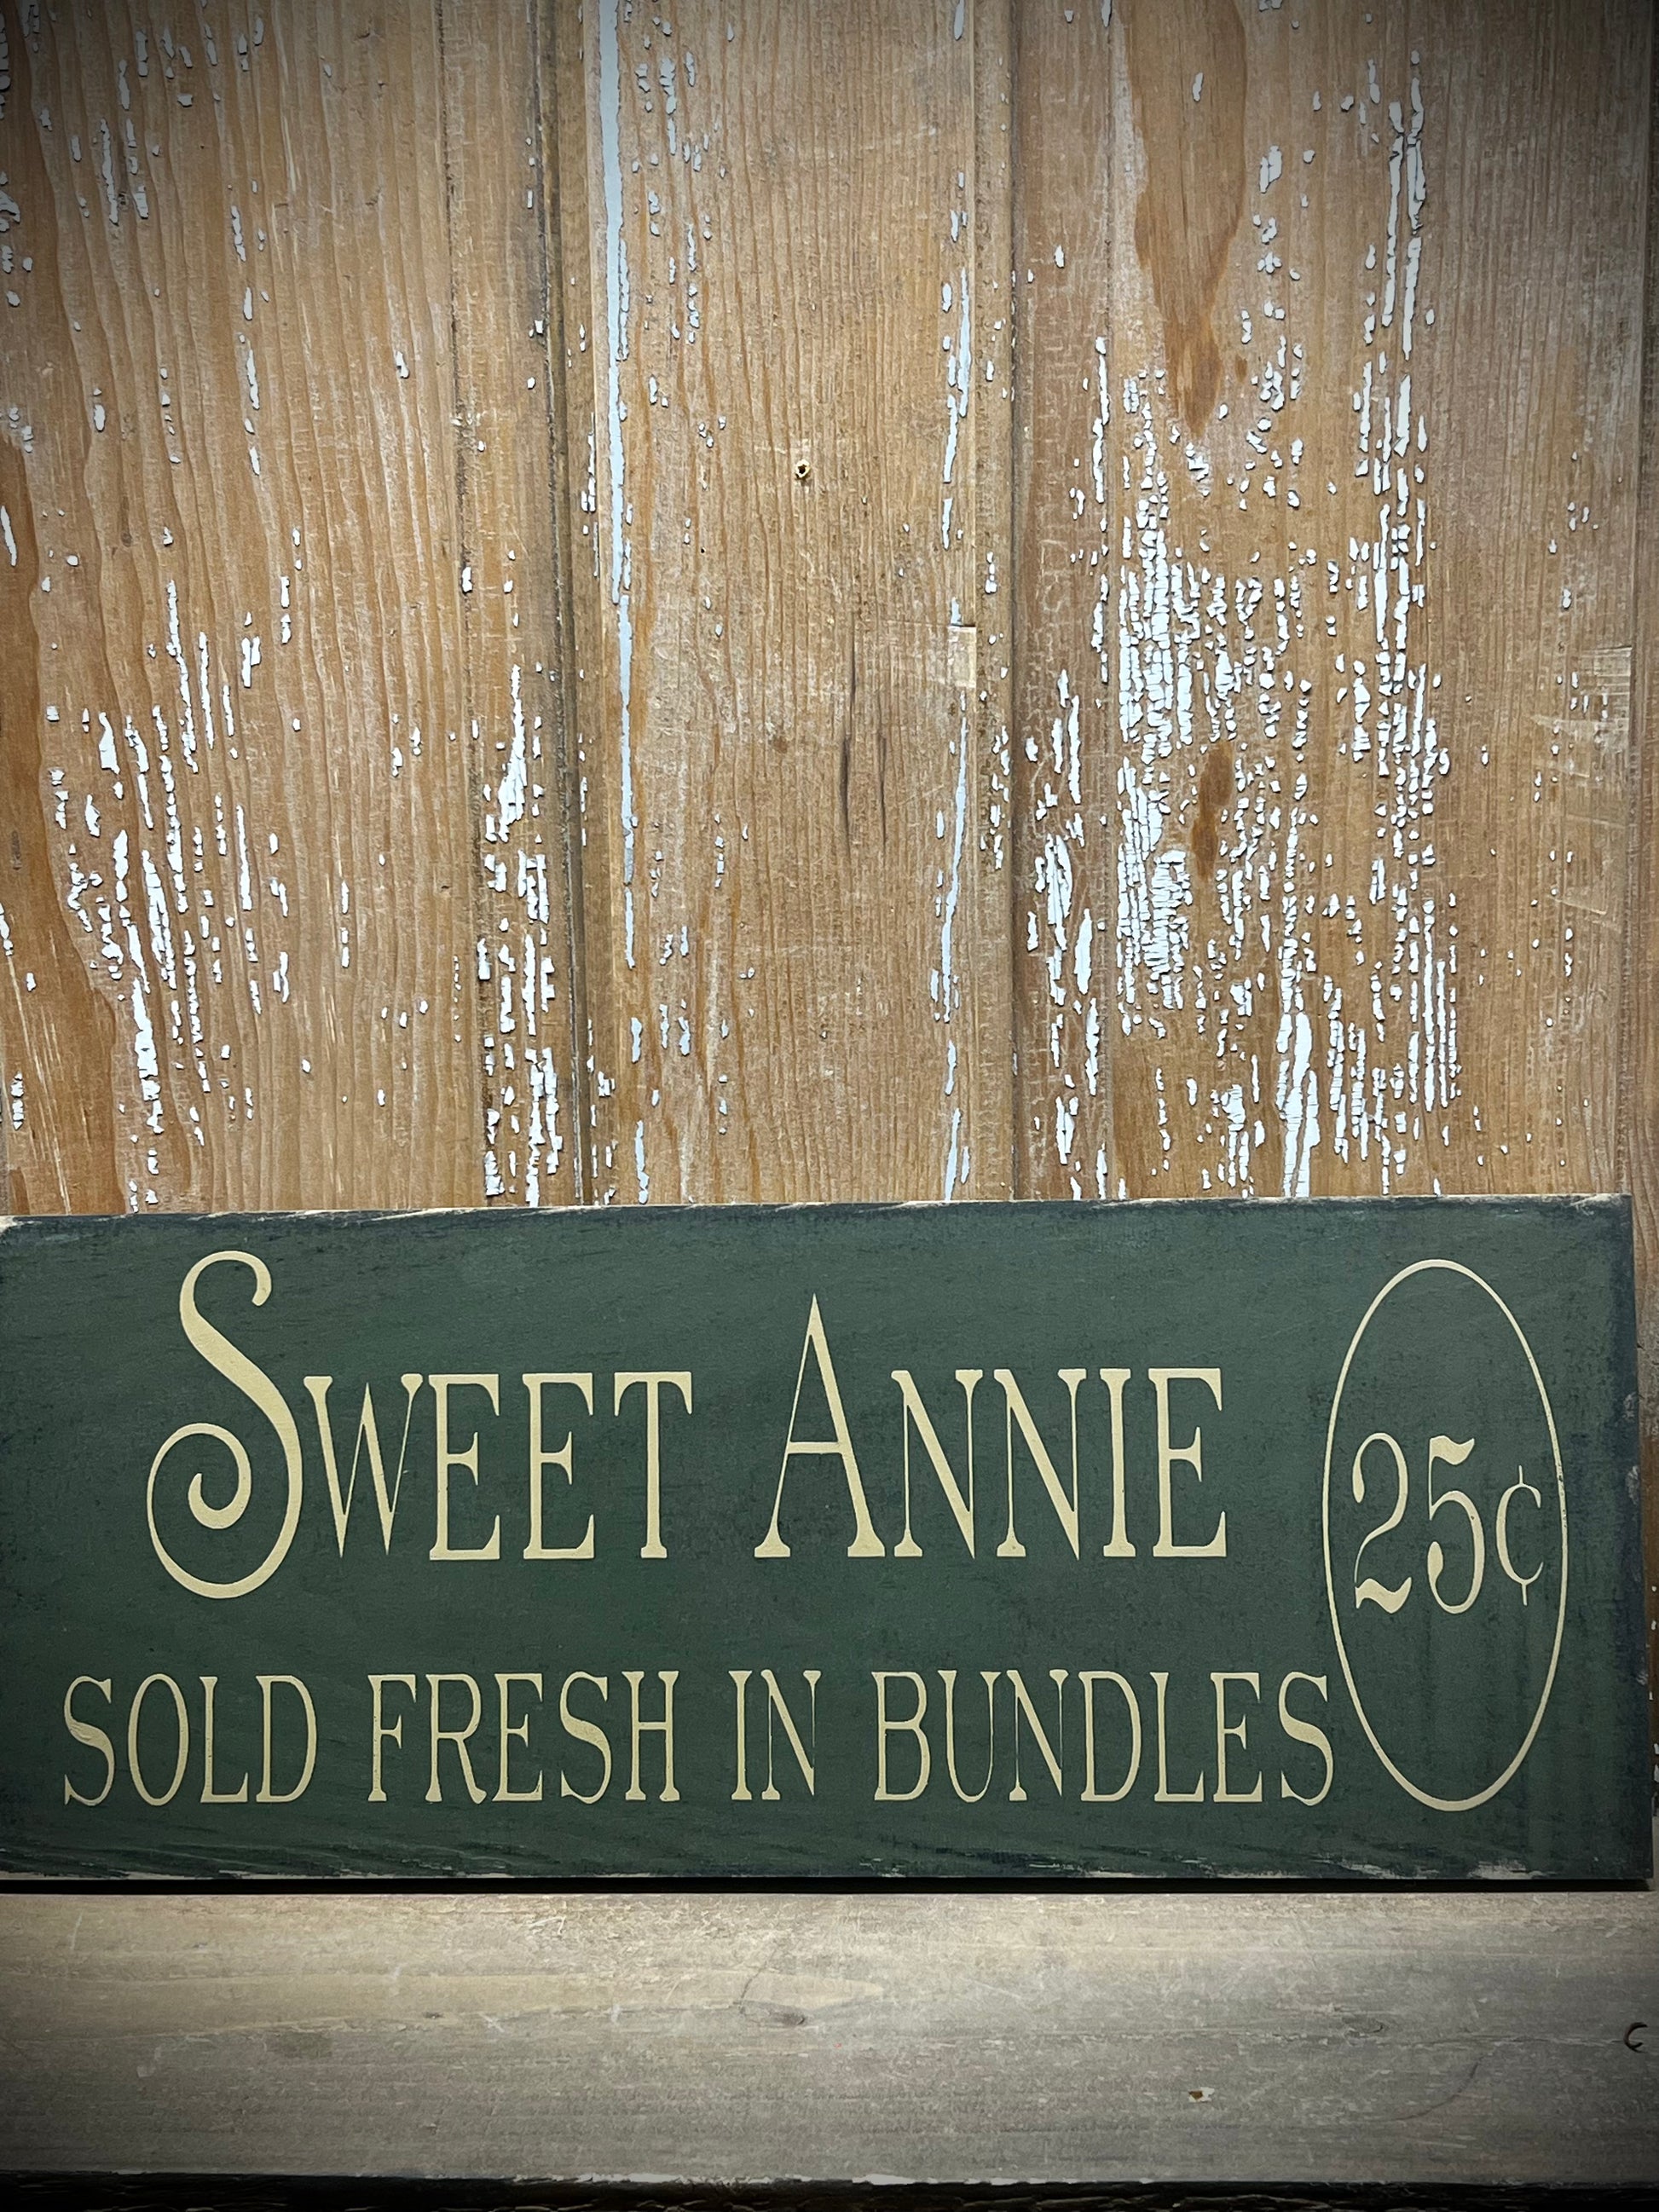 SWEET ANNIE
25¢
SOLD FRESH IN BUNDLES